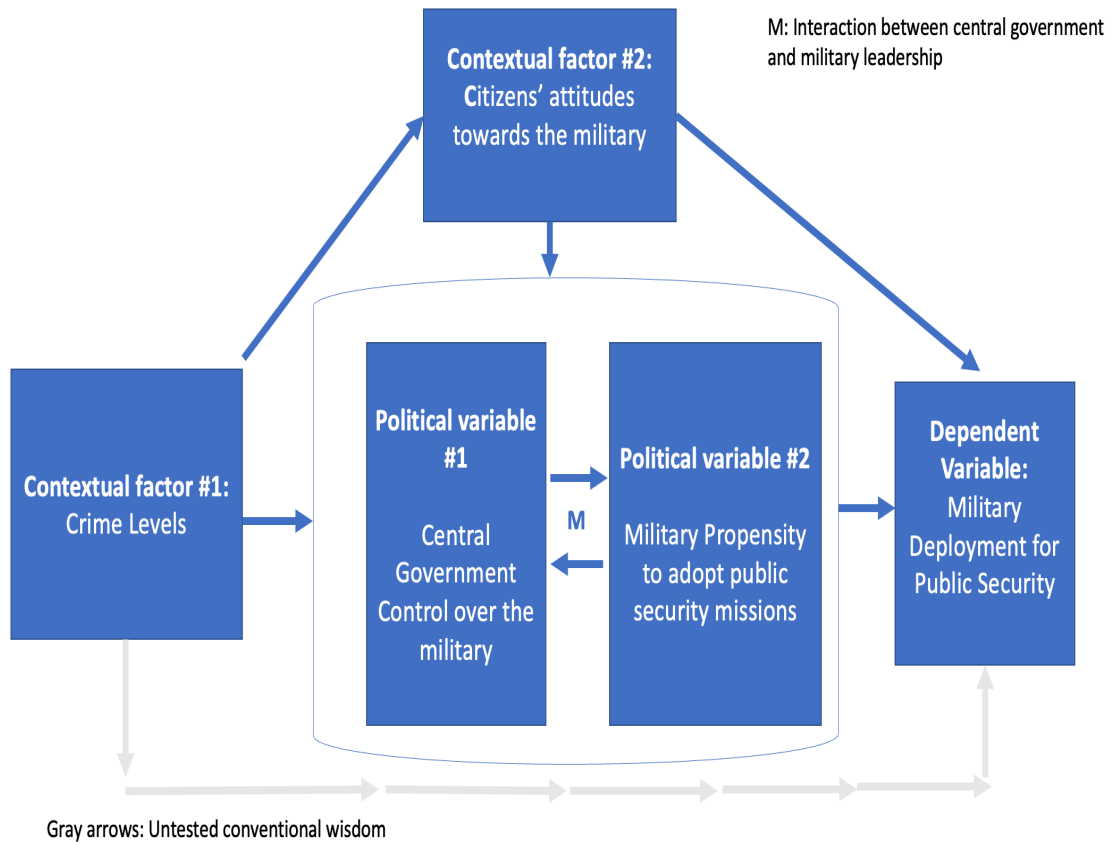 M: Interaction between central government
and military leadership
Contextual factor #2:
Citizens’ attitudes
towards the military
Contextual factor #1:
Crime Levels
Political variable
#1
Central
Government
Control over the
military
M
Political variable #2
Military Propensity
to adopt public
security missions
Dependent
Variable:
Military
Deployment for
Public Security
Gray arrows: Untested conventional wisdom